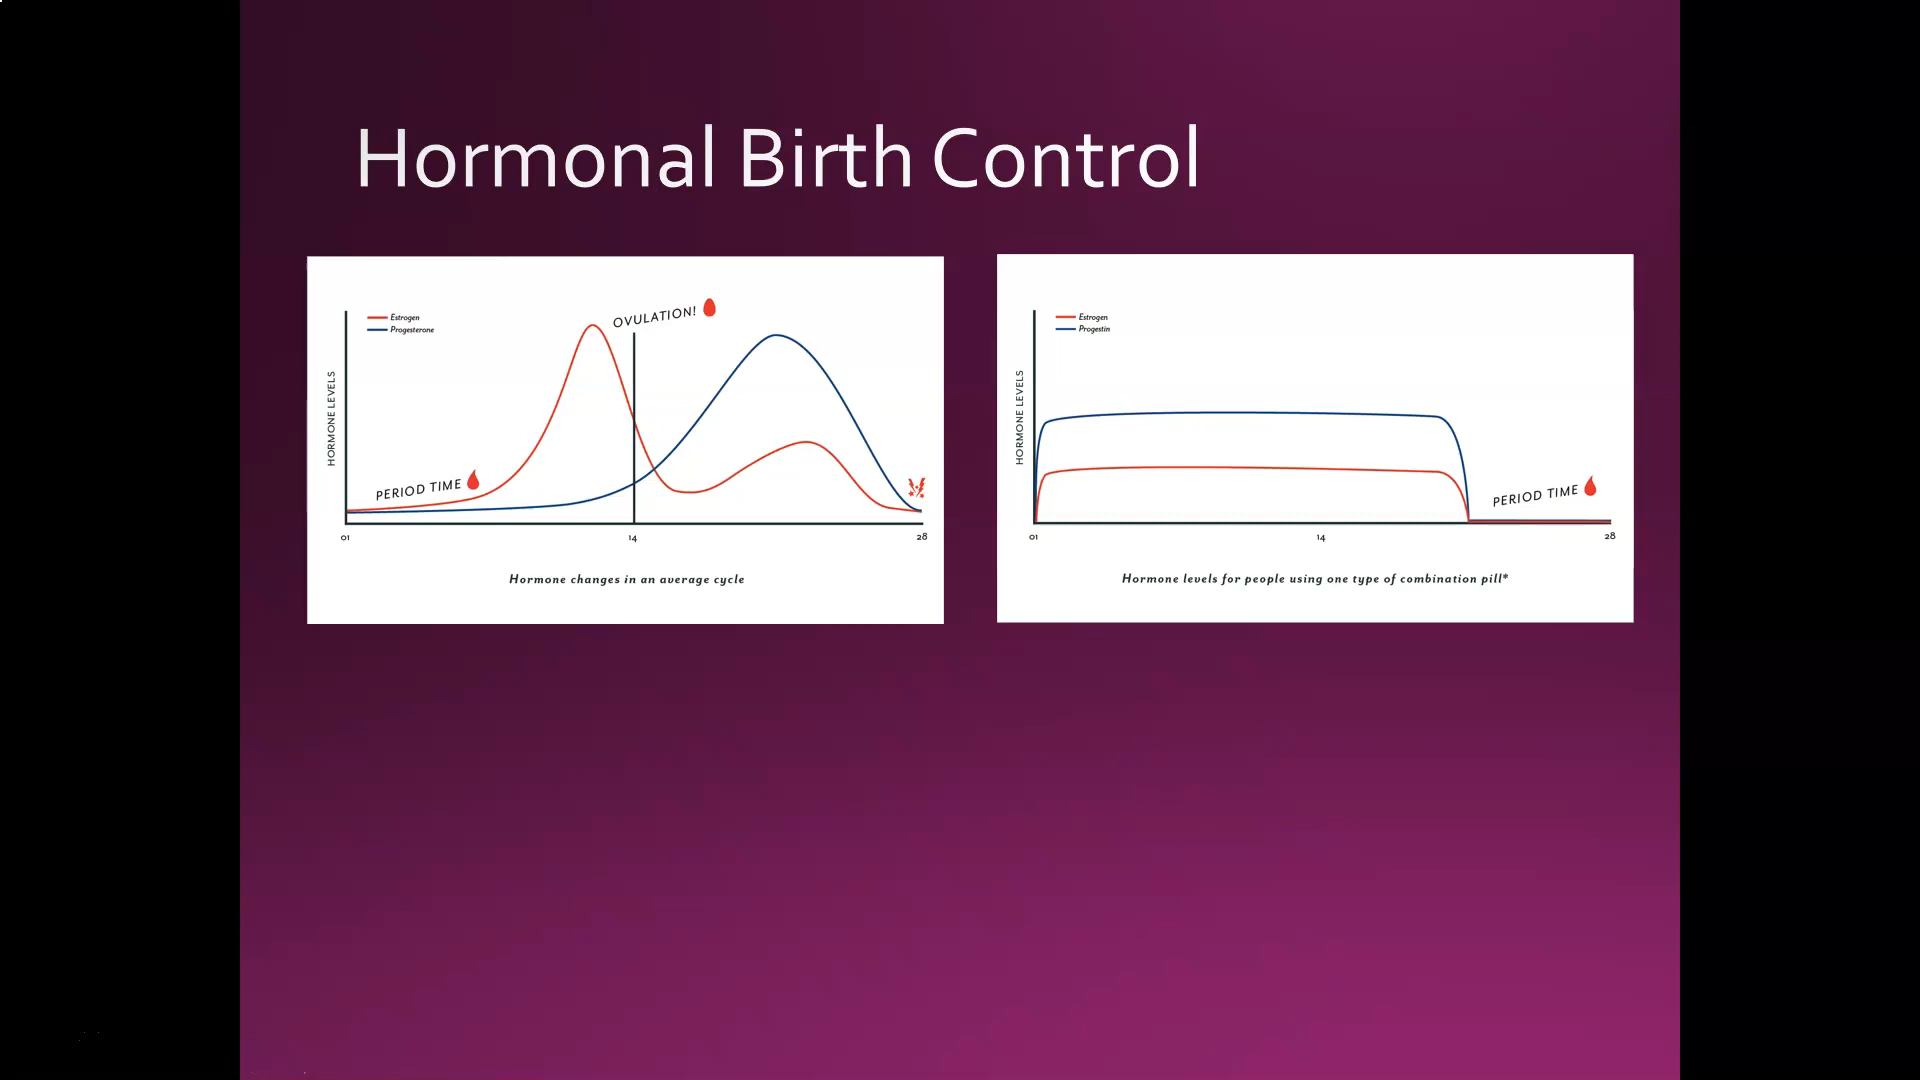 Hormonal Birth Control
Estrogen
Progesterone
OVULATION!
HORMONE LEVELS
PERIOD TIME
01
14
28
Hormone changes in an average cycle
Estrogen
Progestin
HORMONE LEVELS
PERIOD TIME
01
14
28
Hormone levels for people using one type of combination pill*